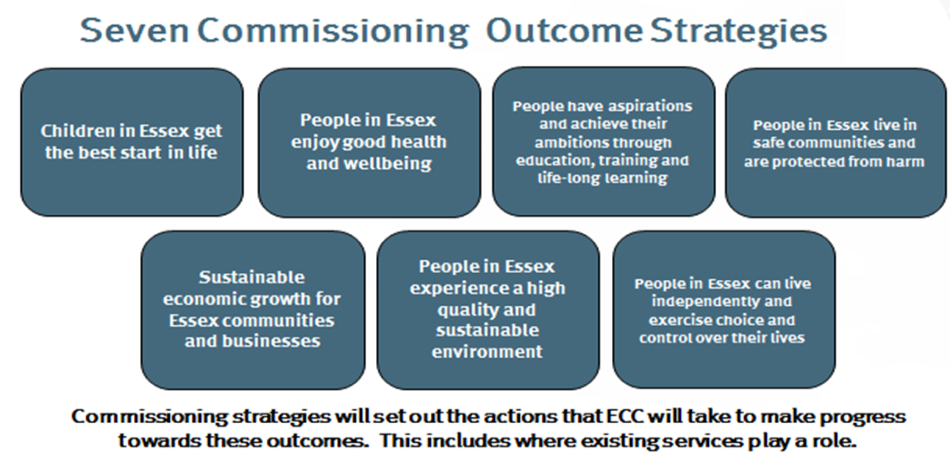 Seven Commissioning Outcome Strategies
Children in Essex get
the best start in life
People in Essex
enjoy good health
and wellbeing
People have aspirations
and achieve their
ambitions through
education, training and
life-long learning
People in Essex live in
safe communities and
are protected from harm
Sustainable
economic growth for
Essex communities
and businesses
People in Essex
experience a high
quality and
sustainable
environment
People in Essex can live
independently and
exercise choice and
control over their lives
Commissioning strategies will set out the actions that ECC will take to make progress
towards these outcomes. This includes where existing services play a role.